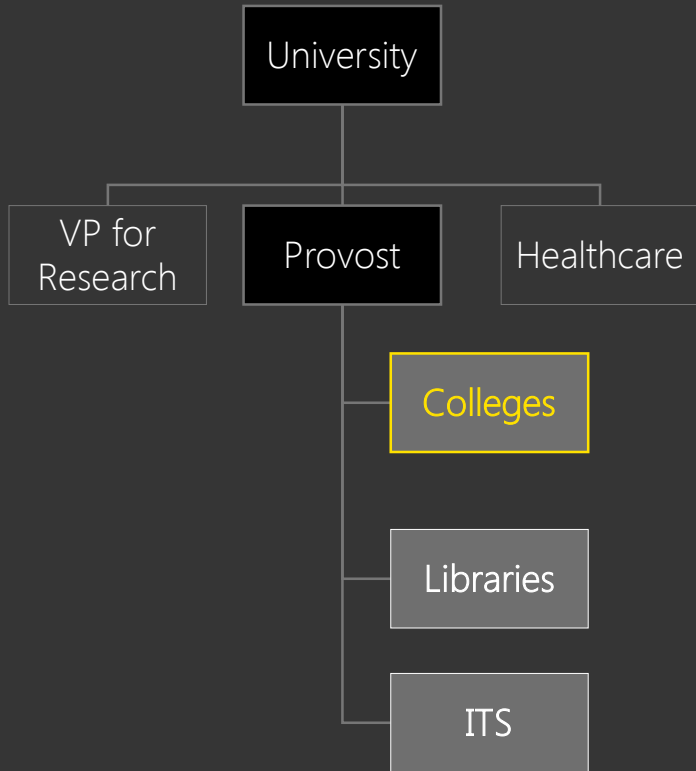 University
VP for
Research
Provost
Healthcare
Colleges
Libraries
ITS